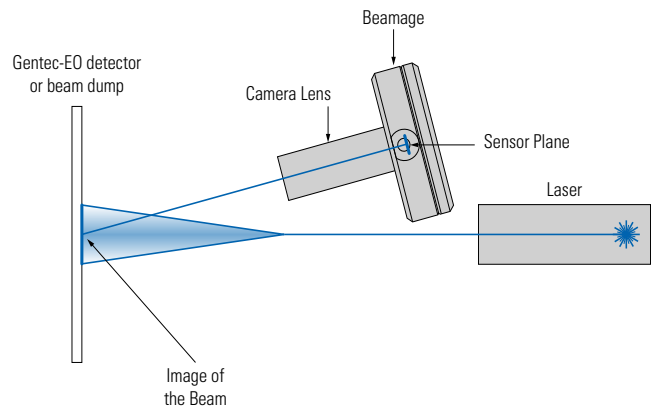 Beamage
Gentec-EO detector
or beam dump
Camera Lens
Sensor Plane
Laser
Image of
the Beam